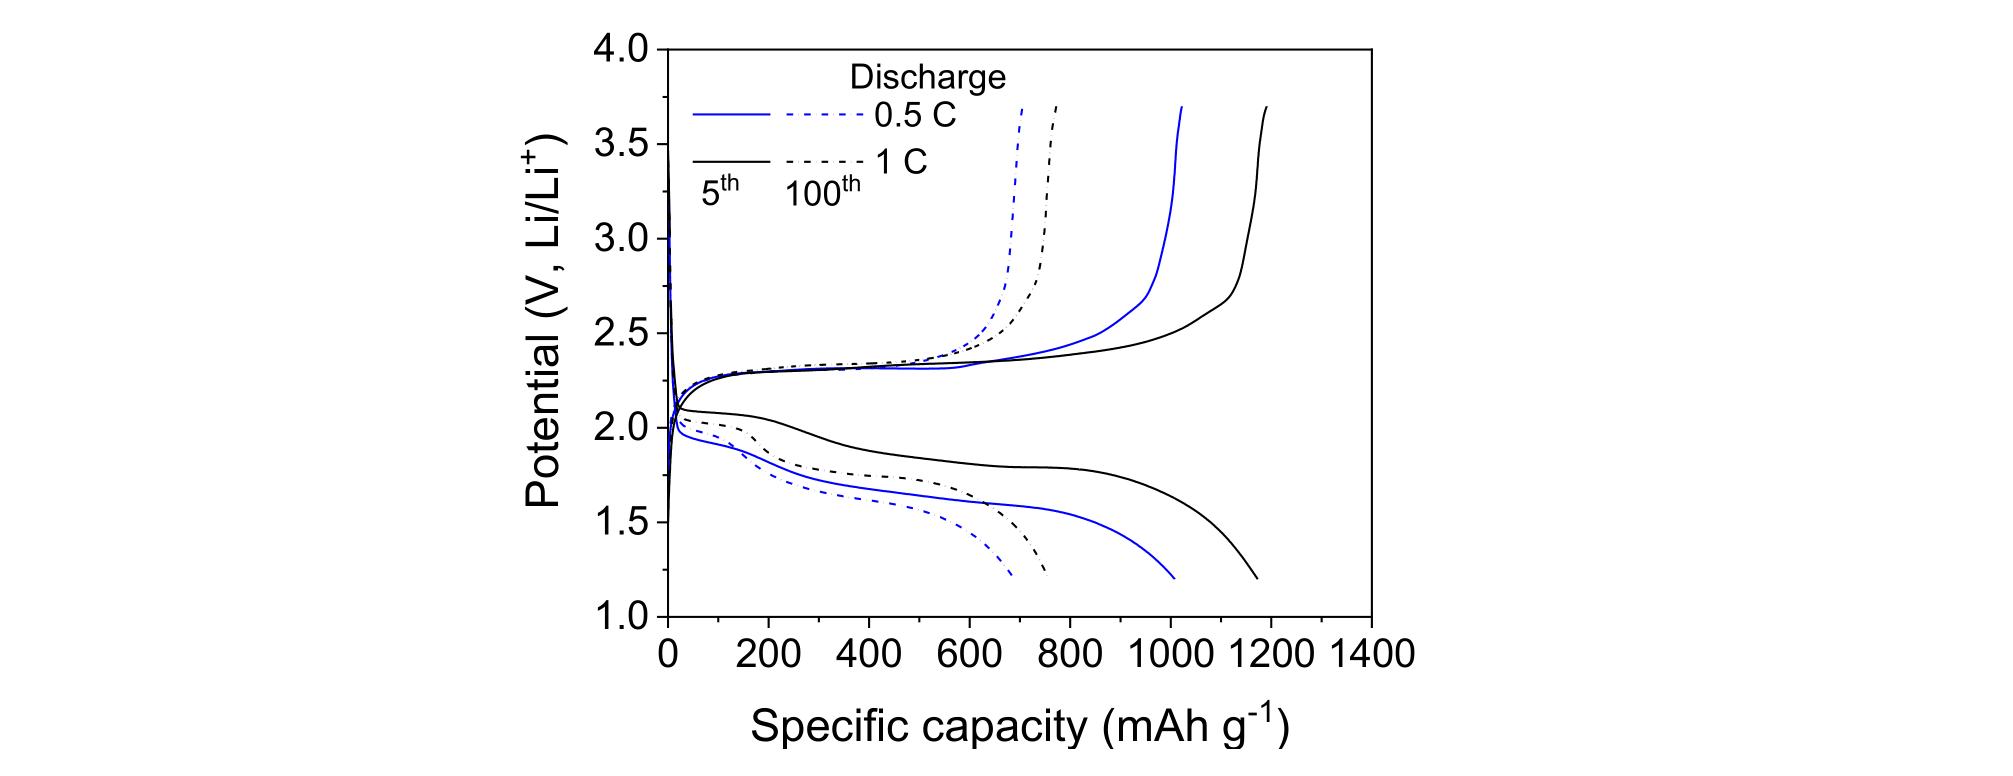 4.0
3.5
3.0
2.5
2.0
1.5
1.0
Potential (V, Li/Li⁺)
Discharge
0.5 C
1 C
5ᵗʰ 100ᵗʰ
0 200 400 600 800 1000 1200 1400
Specific capacity (mAh g⁻¹)